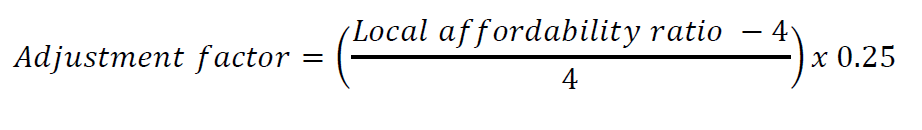 Adjustment factor = (Local affordability ratio − 4 / 4) x 0.25